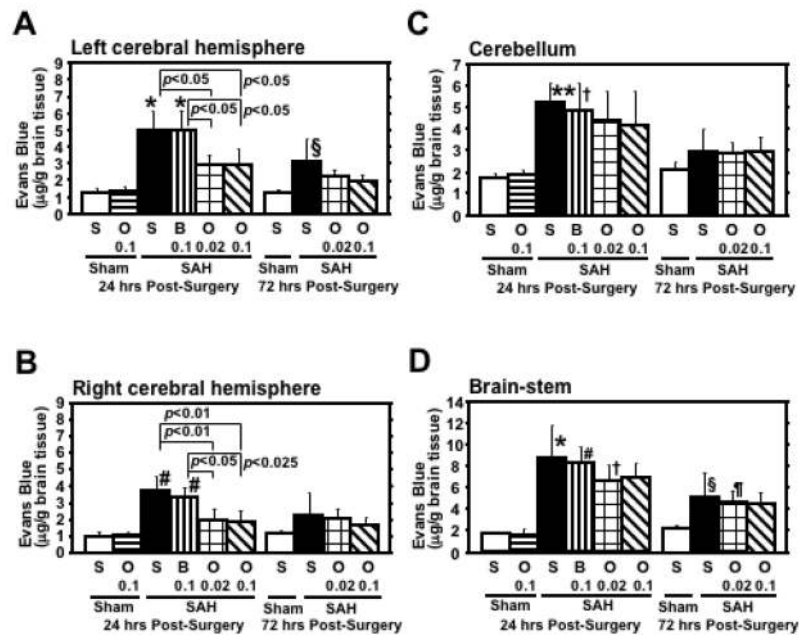 A
Left cerebral hemisphere
p<0.05
p<0.05
p<0.05
p<0.05
* *
§
Evans Blue
(µg/g brain tissue)
7
6
5
4
3
2
1
0
S O S B O O S S O O
0.1 0.1 0.02 0.1 0.02 0.1
Sham SAH Sham SAH
24 hrs Post-Surgery 72 hrs Post-Surgery
C
Cerebellum
** †
Evans Blue
(µg/g brain tissue)
7
6
5
4
3
2
1
0
S O S B O O S S O O
0.1 0.1 0.02 0.1 0.02 0.1
Sham SAH Sham SAH
24 hrs Post-Surgery 72 hrs Post-Surgery
B
Right cerebral hemisphere
p<0.01
p<0.01
p<0.05
p<0.025
# #
Evans Blue
(µg/g brain tissue)
7
6
5
4
3
2
1
0
S O S B O O S S O O
0.1 0.1 0.02 0.1 0.02 0.1
Sham SAH Sham SAH
24 hrs Post-Surgery 72 hrs Post-Surgery
D
Brain-stem
* # † § ¶
Evans Blue
(µg/g brain tissue)
14
12
10
8
6
4
2
0
S O S B O O S S O O
0.1 0.1 0.02 0.1 0.02 0.1
Sham SAH Sham SAH
24 hrs Post-Surgery 72 hrs Post-Surgery